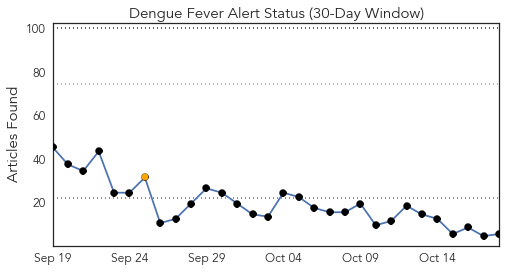 Dengue Fever Alert Status (30-Day Window)
Articles Found
100
80
60
40
20
Sep 19 Sep 24 Sep 29 Oct 04 Oct 09 Oct 14